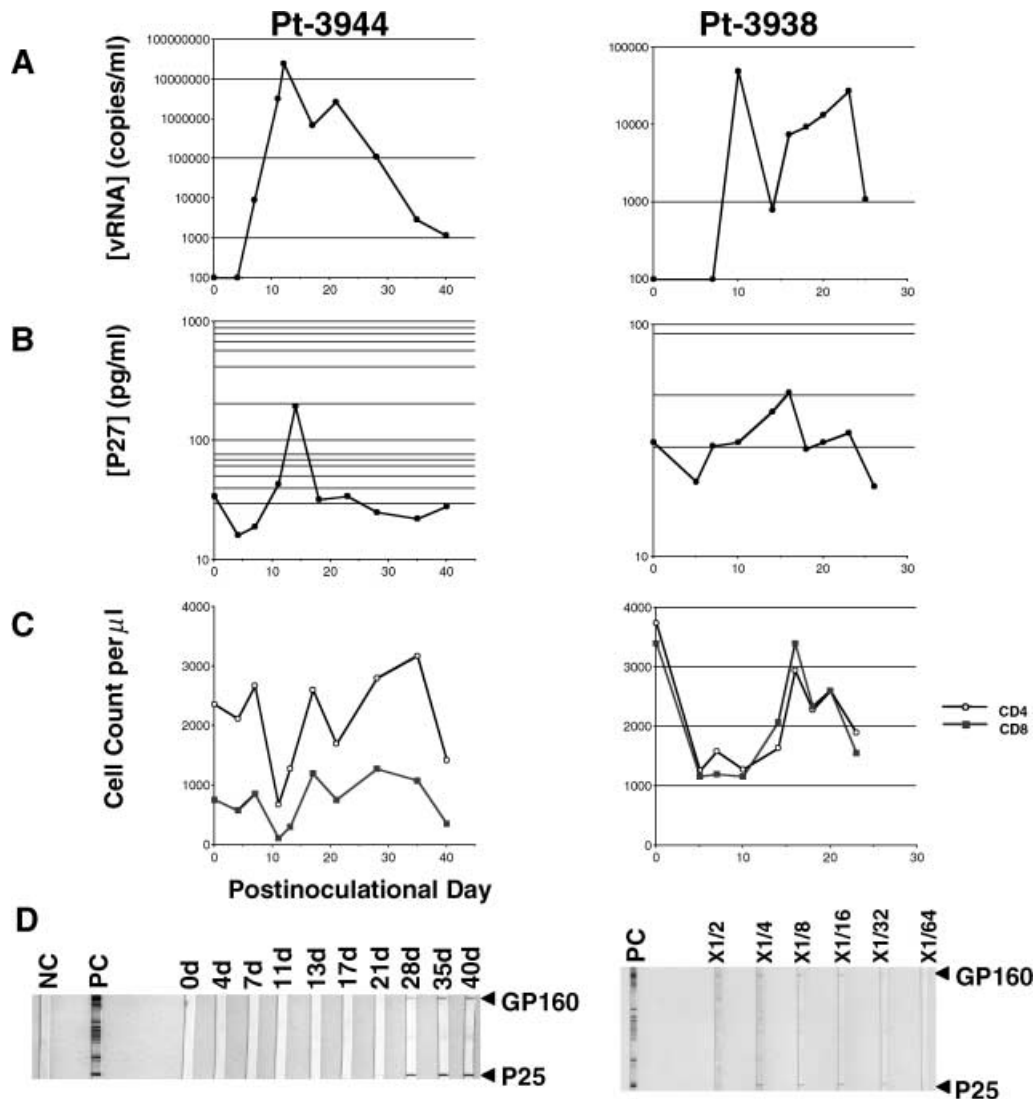 Pt-3944
Pt-3938
A
[vRNA] (copies/ml)
100000000
10000000
1000000
100000
10000
1000
100
0 10 20 30 40
100000
10000
1000
100
0 10 20 30
B
[P27] (pg/ml)
1000
100
10
0 10 20 30 40
100
10
0 10 20 30
C
Cell Count per µl
4000
3000
2000
1000
0
0 10 20 30 40
4000
3000
2000
1000
0
0 10 20 30
CD4
CD8
Postinoculational Day
D
NC PC 0d 4d 7d 11d 13d 17d 21d 28d 35d 40d
GP160
P25
PC X1/2 X1/4 X1/8 X1/16 X1/32 X1/64
GP160
P25